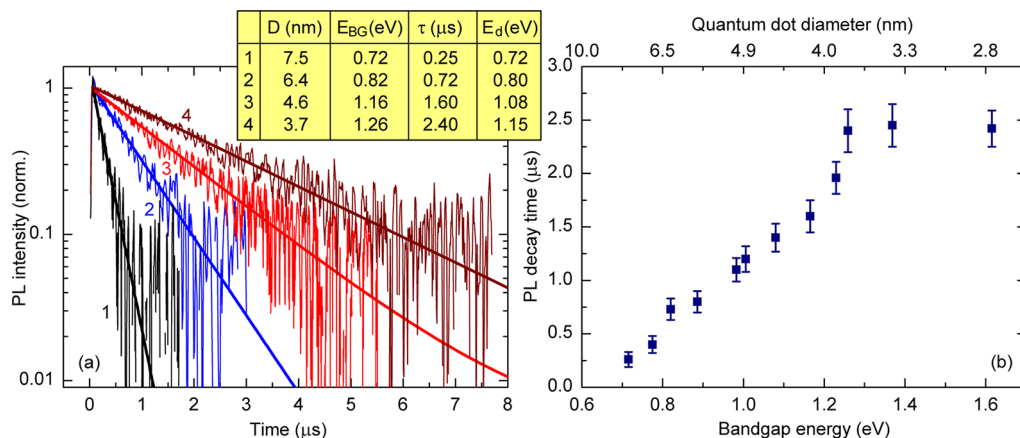 D (nm) E_BG(eV) τ (μs) E_d(eV)
1 7.5 0.72 0.25 0.72
2 6.4 0.82 0.72 0.80
3 4.6 1.16 1.60 1.08
4 3.7 1.26 2.40 1.15
PL intensity (norm.)
1
0.1
0.01
4
3
2
1
(a)
0 1 2 3 4 5 6 7 8
Time (μs)
Quantum dot diameter (nm)
10.0 6.5 4.9 4.0 3.3 2.8
PL decay time (μs)
3.0
2.5
2.0
1.5
1.0
0.5
0.0
(b)
0.6 0.8 1.0 1.2 1.4 1.6
Bandgap energy (eV)